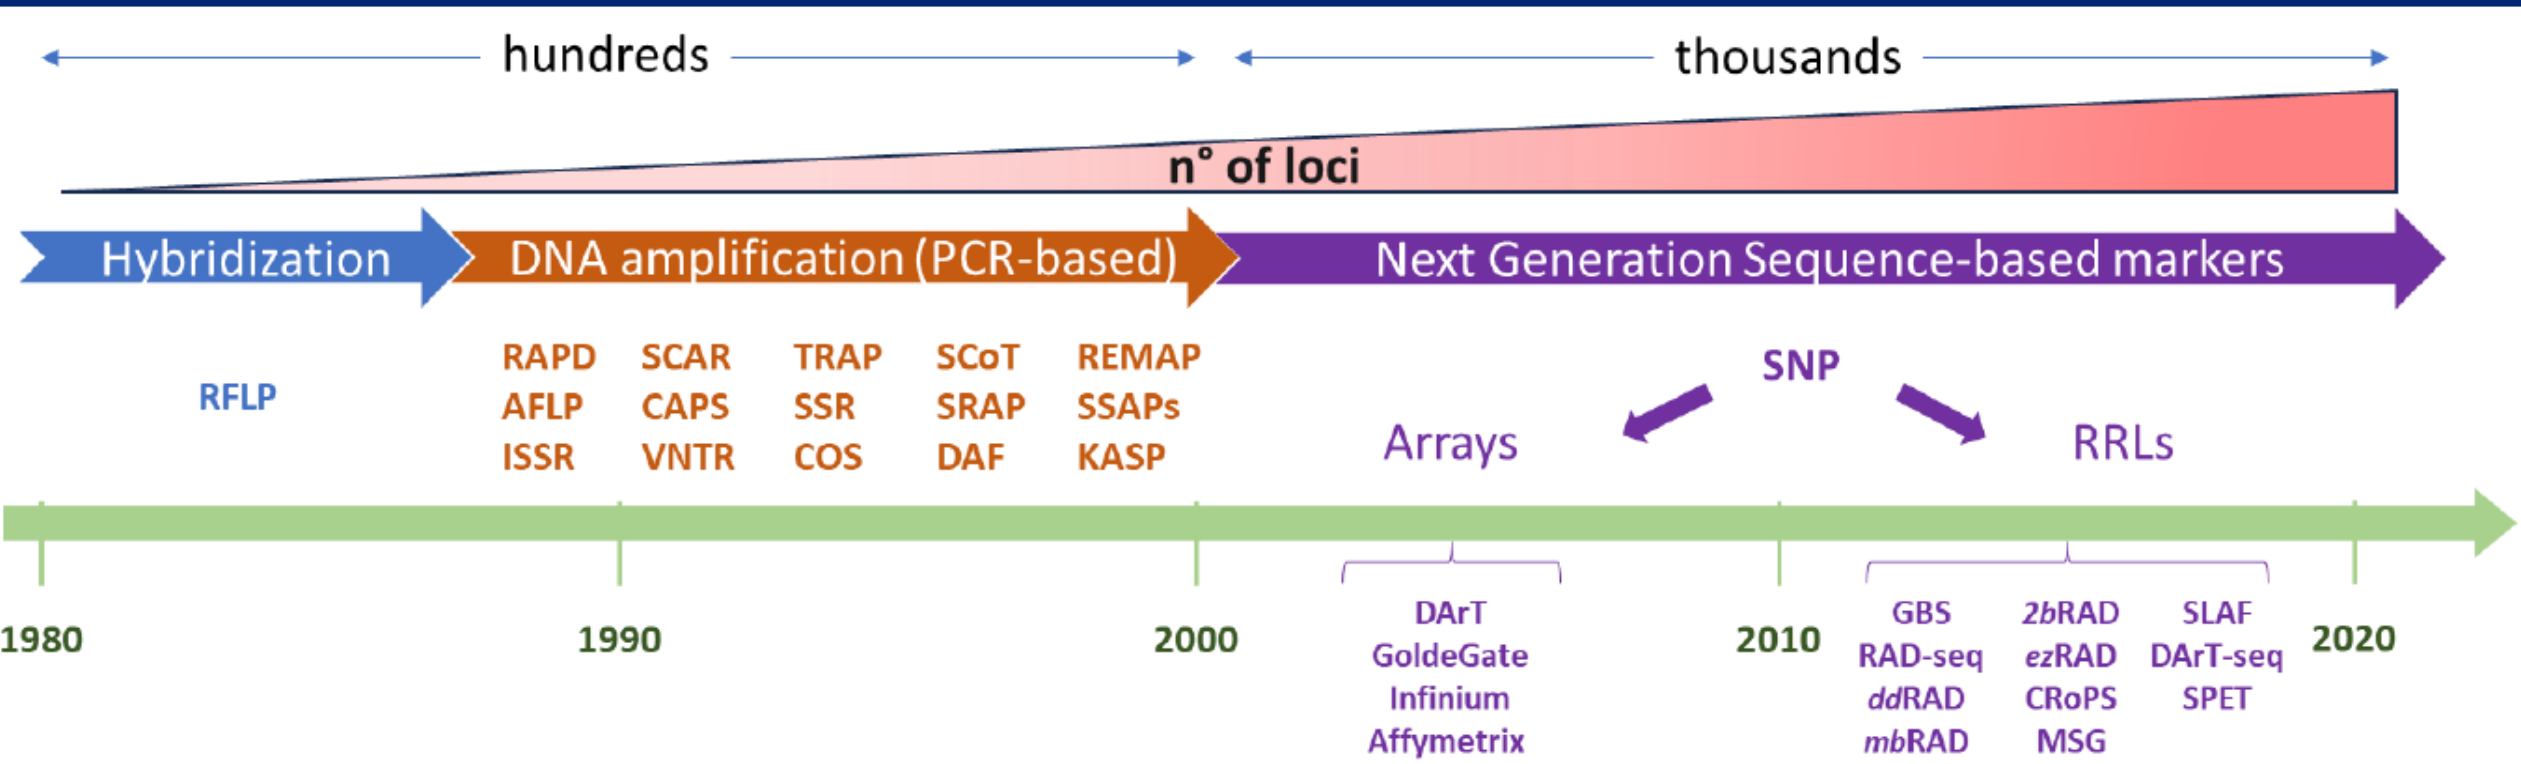 hundreds thousands
n° of loci
Hybridization DNA amplification (PCR-based) Next Generation Sequence-based markers
RFLP
RAPD SCAR TRAP SCoT REMAP
AFLP CAPS SSR SRAP SSAPs
ISSR VNTR COS DAF KASP
SNP
Arrays RRLs
1980 1990 2000 2010 2020
DArT
GoldeGate
Infinium
Affymetrix
GBS 2bRAD SLAF
RAD-seq ezRAD DArT-seq
ddRAD CRoPS SPET
mbRAD MSG